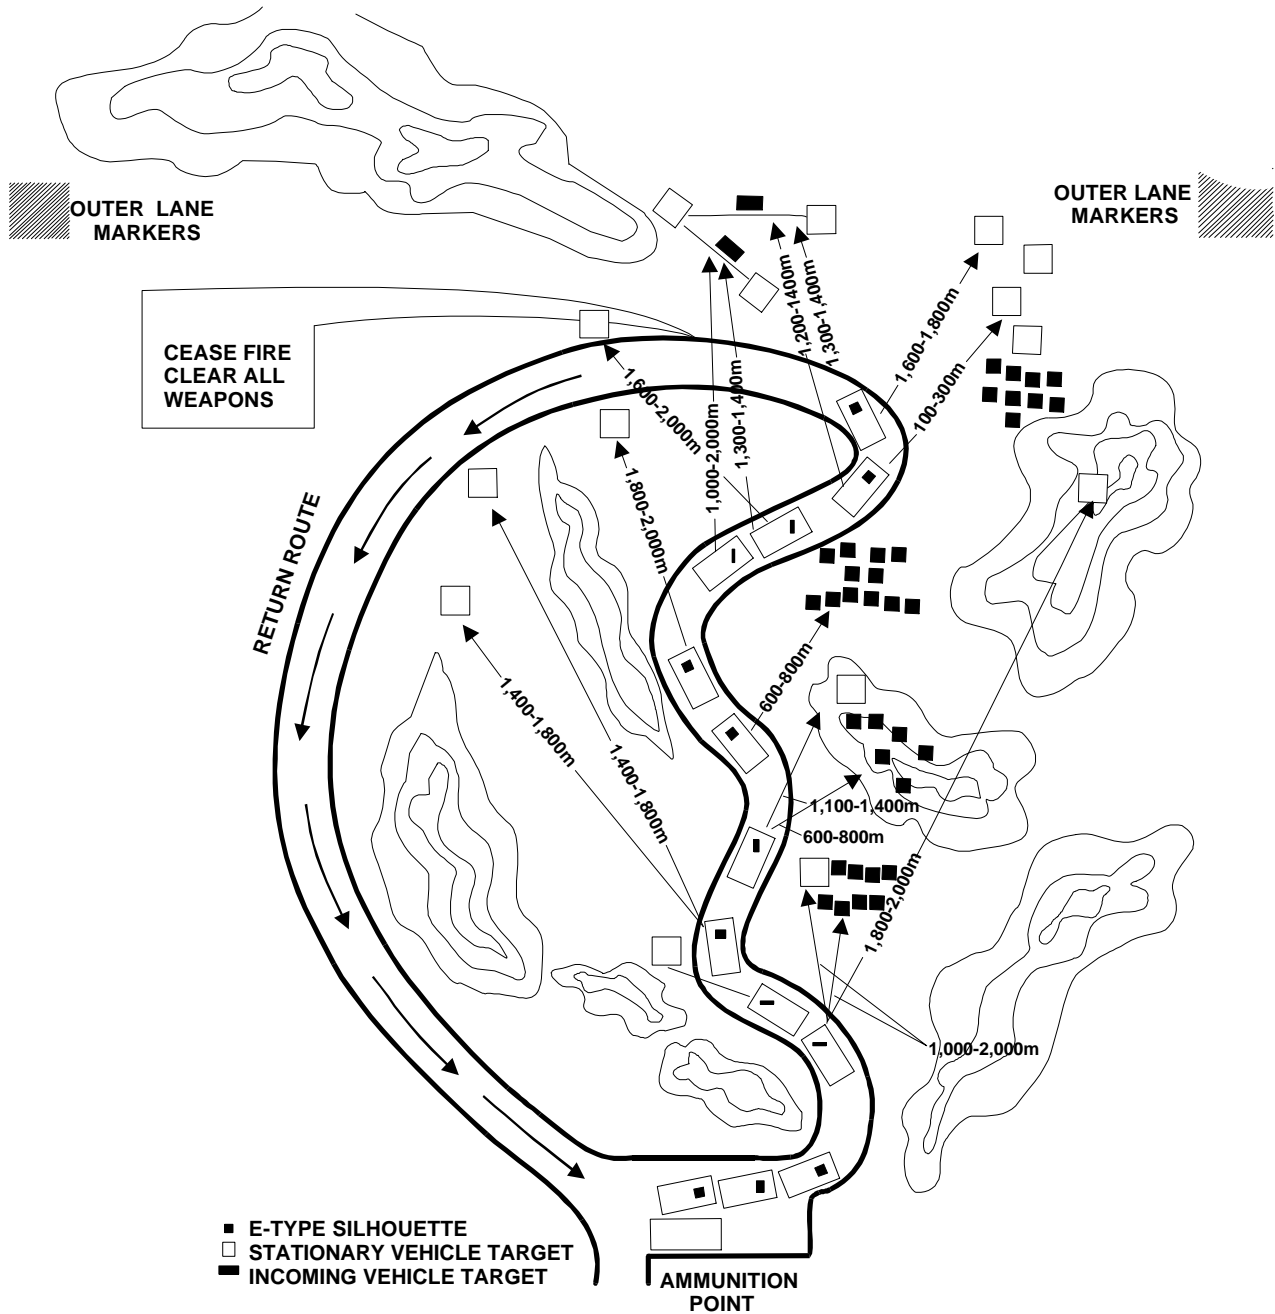 OUTER LANE
MARKERS
OUTER LANE
MARKERS
1,200-1400m
1,300-1,400m
1,600-1,800m
100-300m
CEASE FIRE
CLEAR ALL
WEAPONS
1,600-2,000m
1,000-2,000m
1,300-1,400m
1,800-2,000m
RETURN ROUTE
600-800m
1,400-1,800m
1,400-1,800m
1,100-1,400m
600-800m
1,800-2,000m
1,000-2,000m
E-TYPE SILHOUETTE
STATIONARY VEHICLE TARGET
INCOMING VEHICLE TARGET
AMMUNITION
POINT